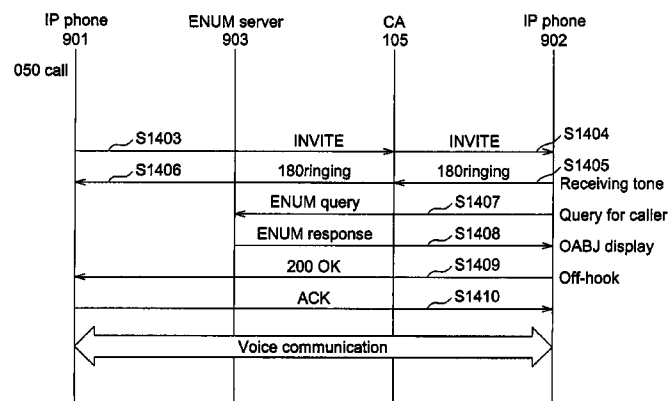 IP phone ENUM server CA IP phone
901 903 105 902
050 call
S1403 INVITE INVITE S1404
S1406 180ringing 180ringing S1405
Receiving tone
ENUM query S1407
Query for caller
ENUM response S1408
OABJ display
200 OK S1409
Off-hook
ACK S1410
Voice communication